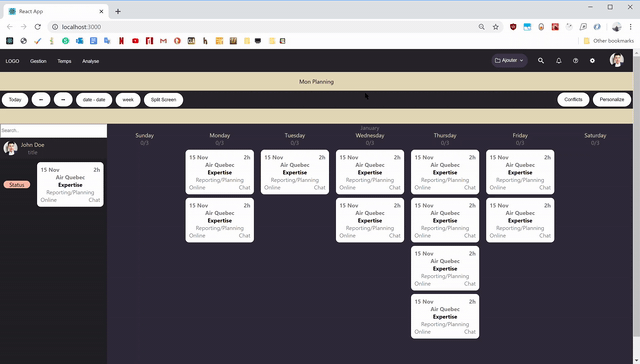 React App
localhost:3000
Other bookmarks
LOGO Gestion Temps Analyse Ajouter
Mon Planning
Today date - date week Split Screen Conflicts Personalize
Search...
John Doe
title
Status
15 Nov 2h
Air Quebec
Expertise
Reporting/Planning
Online Chat
January
Sunday Monday Tuesday Wednesday Thursday Friday Saturday
0/3 0/3 0/3 0/3 0/3 0/3 0/3
15 Nov 2h 15 Nov 2h 15 Nov 2h 15 Nov 2h 15 Nov 2h
Air Quebec Air Quebec Air Quebec Air Quebec Air Quebec
Expertise Expertise Expertise Expertise Expertise
Reporting/Planning Reporting/Planning Reporting/Planning Reporting/Planning Reporting/Planning
Online Chat Online Chat Online Chat Online Chat Online Chat
15 Nov 2h 15 Nov 2h 15 Nov 2h 15 Nov 2h
Air Quebec Air Quebec Air Quebec Air Quebec
Expertise Expertise Expertise Expertise
Reporting/Planning Reporting/Planning Reporting/Planning Reporting/Planning
Online Chat Online Chat Online Chat Online Chat
15 Nov 2h
Air Quebec
Expertise
Reporting/Planning
Online Chat
15 Nov 2h
Air Quebec
Expertise
Reporting/Planning
Online Chat